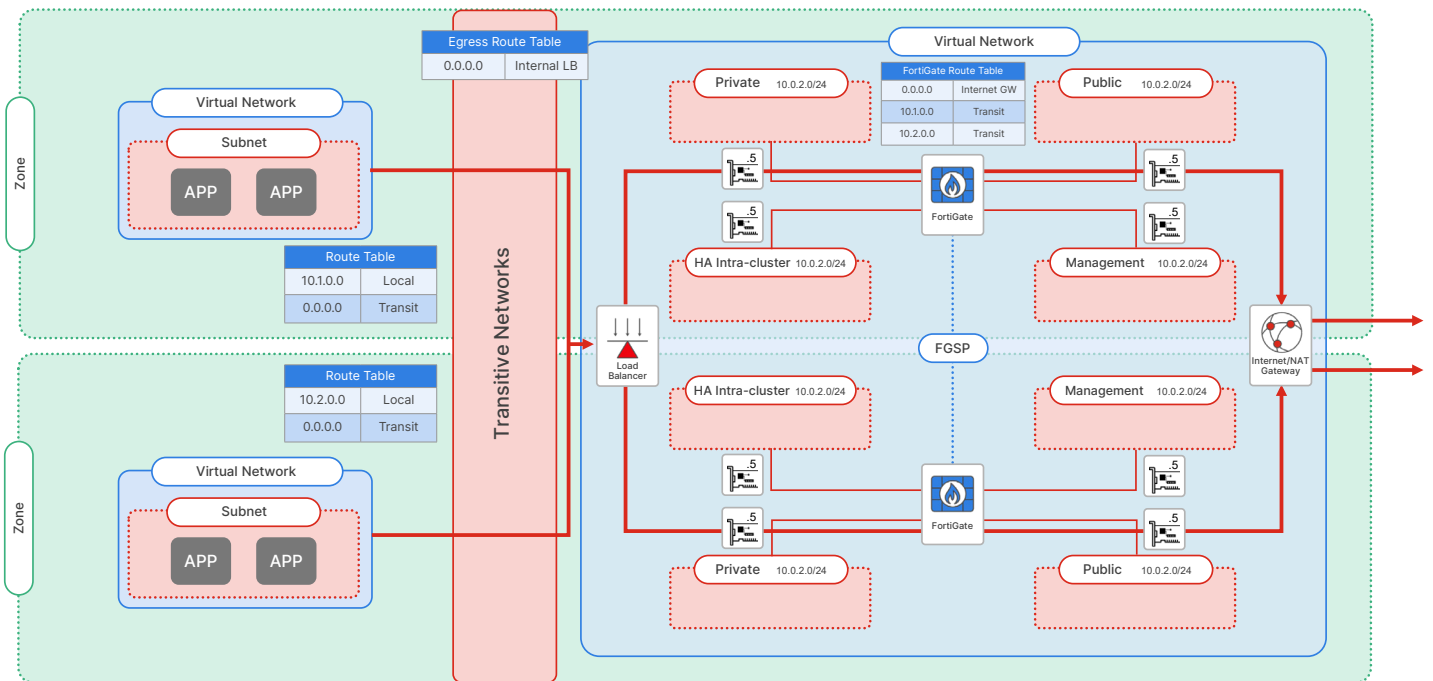 Zone
Virtual Network
Subnet
APP APP
Route Table
10.1.0.0 Local
0.0.0.0 Transit
Zone
Route Table
10.2.0.0 Local
0.0.0.0 Transit
Virtual Network
Subnet
APP APP
Transitive Networks
Egress Route Table
0.0.0.0 Internal LB
Virtual Network
Private 10.0.2.0/24
FortiGate Route Table
0.0.0.0 Internet GW
10.1.0.0 Transit
10.2.0.0 Transit
Public 10.0.2.0/24
.5
.5
FortiGate
.5
.5
HA Intra-cluster 10.0.2.0/24
Management 10.0.2.0/24
Load
Balancer
FGSP
Internet/NAT
Gateway
HA Intra-cluster 10.0.2.0/24
Management 10.0.2.0/24
.5
.5
FortiGate
.5
.5
Private 10.0.2.0/24
Public 10.0.2.0/24